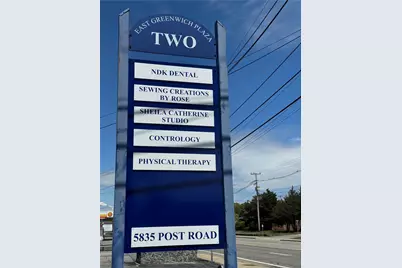 EAST GREENWICH PLAZA
TWO
NDK DENTAL
SEWING CREATIONS
BY ROSE
SHEILA CATHERINE
STUDIO
CONTROLOGY
PHYSICAL THERAPY
5835 POST ROAD